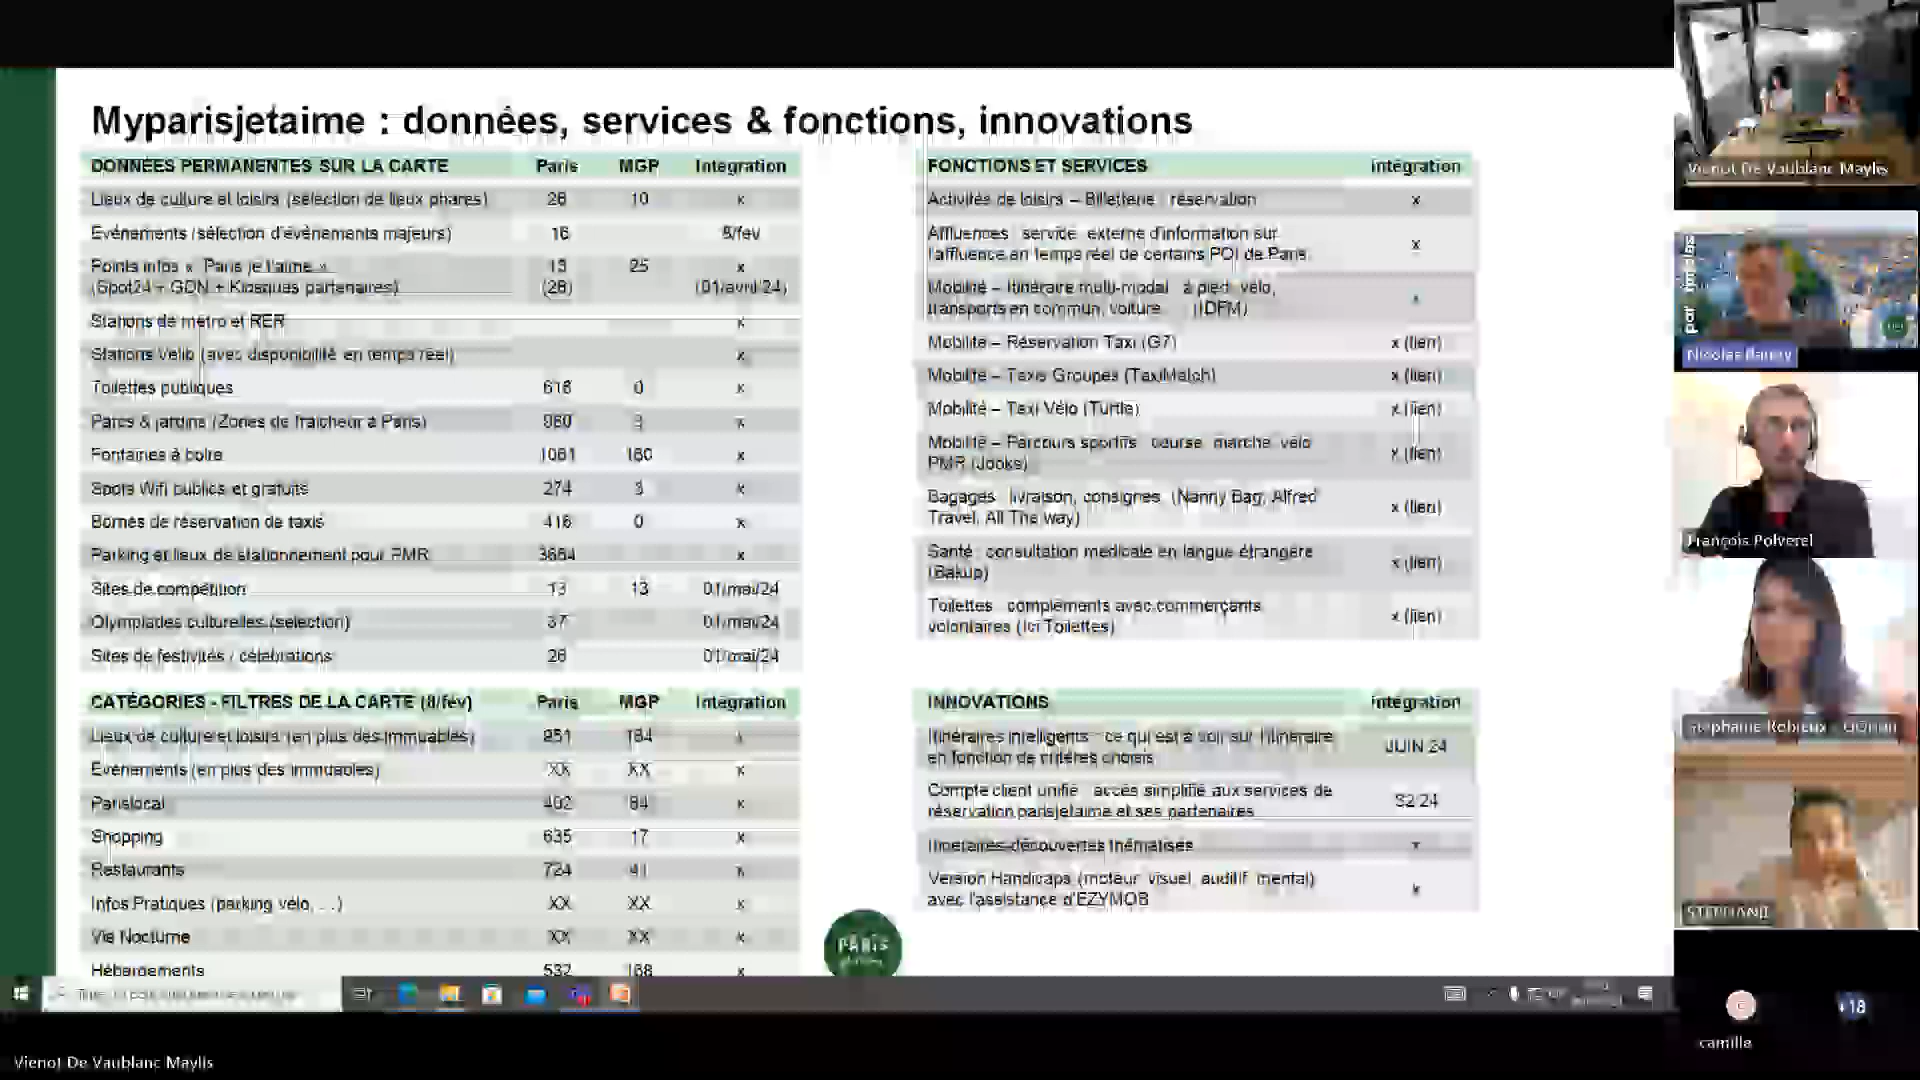 Myparisjetaime : données, services & fonctions, innovations
DONNÉES PERMANENTES SUR LA CARTE Paris MGP Intégration
Lieux de culture et loisirs (sélection de lieux phares) 26 10 x
Evénements (sélection d'évènements majeurs) 16 8/fev
Points infos « Paris je t'aime » 13 25 x
(Spot24 + GDN + Kiosques partenaires) (26) (01/avril 24)
Stations de métro et RER x
Stations Vélib (avec disponibilité en temps réel) x
Toilettes publiques 616 0 x
Parcs & jardins (Zones de fraicheur à Paris) 960 x
Fontaines à boire 1081 160 x
Spots Wifi publics et gratuits 274 3 x
Bornes de réservation de taxis 416 0 x
Parking et lieux de stationnement pour PMR 3664 x
Sites de compétition 13 13 01/mai/24
Olympiades culturelles (sélection) 37 01/mai/24
Sites de festivités / célébrations 26 01/mai/24
CATÉGORIES - FILTRES DE LA CARTE (8/fev) Paris MGP Intégration
Lieux de culture et loisirs (en plus des immuables) 951 184 x
Evénements (en plus des immuables) XX XX x
Parislocal 402 84 x
Shopping 635 17 x
Restaurants 724 41 x
Infos Pratiques (parking vélo, ...) XX XX x
Vie Nocturne XX XX x
Hébergements 532 168 x
FONCTIONS ET SERVICES intégration
Activités de loisirs – Billetterie : réservation x
Affluences : service externe d'information sur
l'affluence en temps réel de certains POI de Paris x
Mobilité – Itinéraire multi-modal : à pied, vélo,
transports en commun, voiture (IDFM) x
Mobilité – Réservation Taxi (G7) x (lien)
Mobilité – Taxis Groupes (TaxiMatch) x (lien)
Mobilité – Taxi Vélo (Turtle) x (lien)
Mobilité – Parcours sportifs : course, marche, vélo
PMR (Jooks) x (lien)
Bagages : livraison, consignes (Nanny Bag, Alfred
Travel, All The way) x (lien)
Santé : consultation médicale en langue étrangère
(Bakup) x (lien)
Toilettes : compléments avec commerçants
volontaires (Ici Toilettes) x (lien)
INNOVATIONS intégration
Itinéraires intelligents : ce qui est à voir sur l'itinéraire
en fonction de critères choisis JUIN 24
Compte client unifié : accès simplifié aux services de
réservation parisjetaime et ses partenaires S2/24
Itinéraires-découvertes thématisés x
Version Handicaps (moteur, visuel, auditif, mental)
avec l'assistance d'EZYMOB x
PARIS
Vienot De Vaublanc Maylis
par nicolas
François Polverel
STEPHANE
camille
+18
Vienot De Vaublanc Maylis